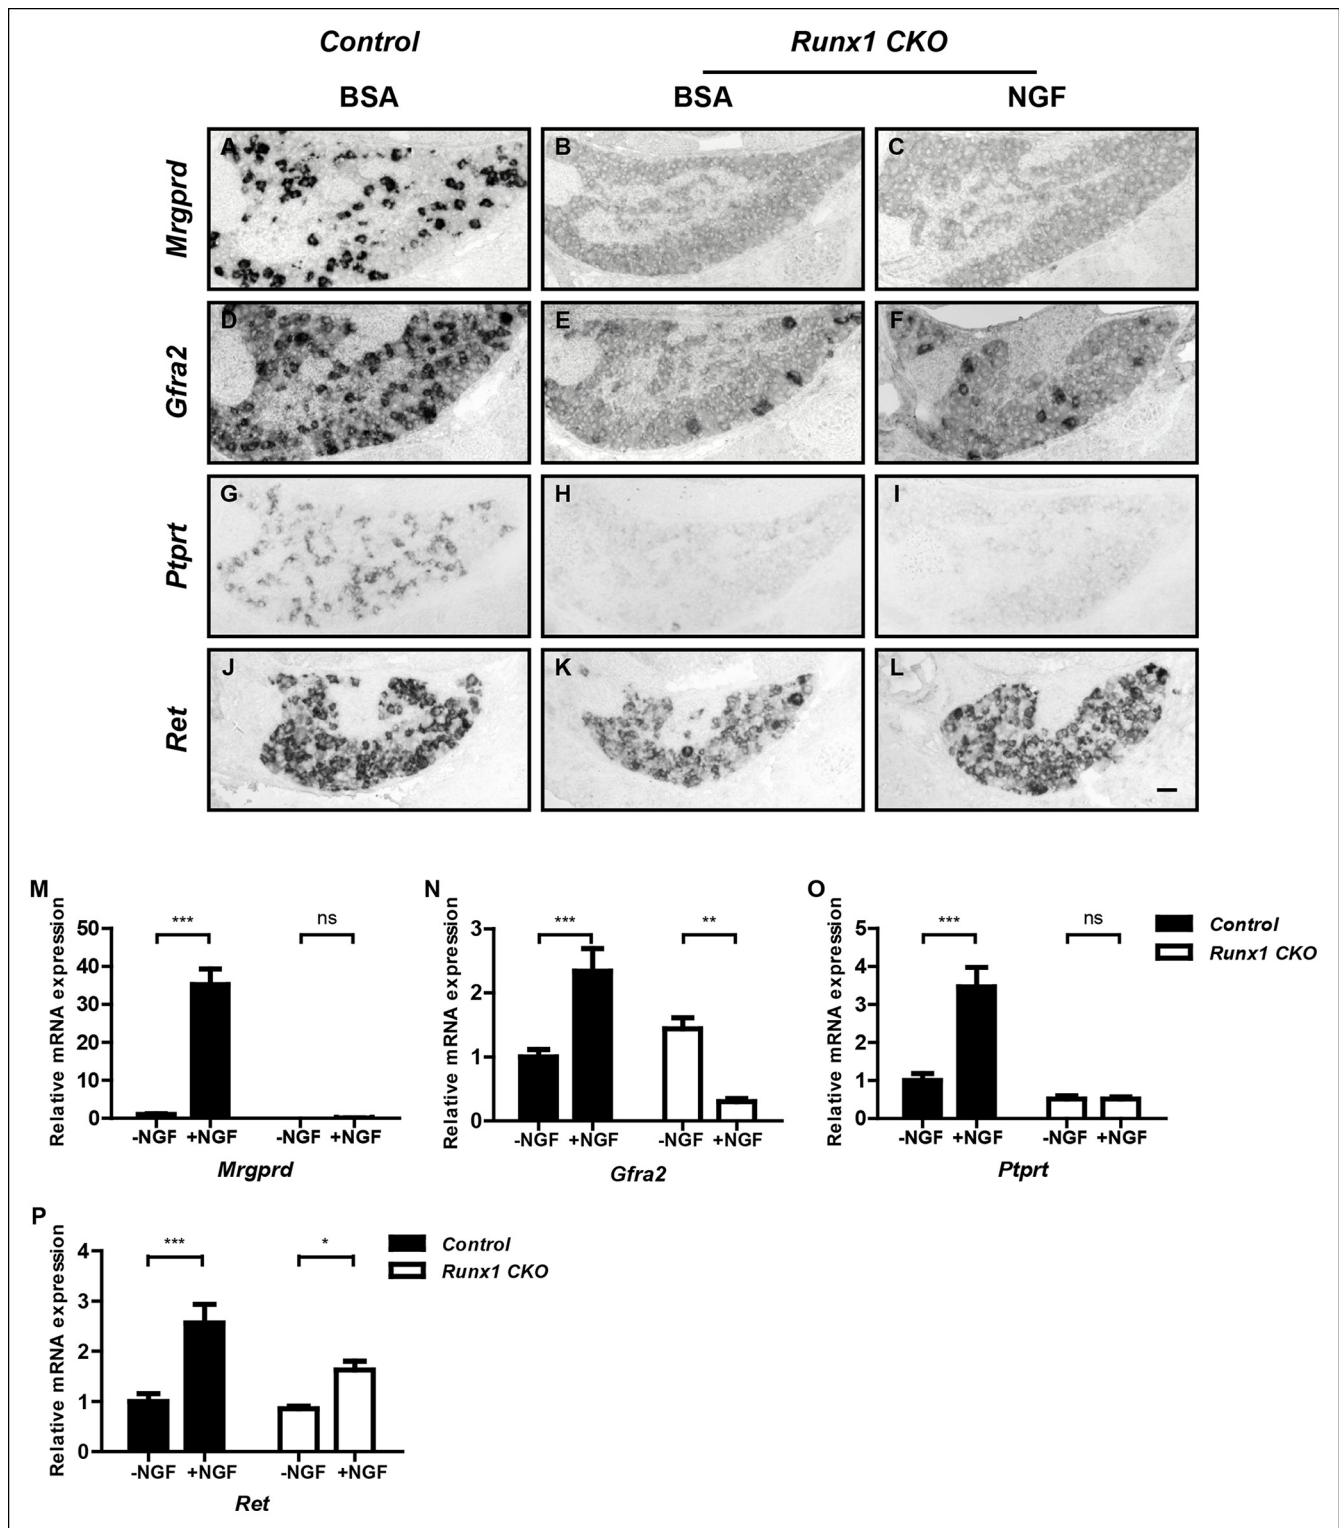 Control Runx1 CKO
BSA BSA NGF
Mrgprd A B C
Gfra2 D E F
Ptprt G H I
Ret J K L
M
Relative mRNA expression
50
40
30
20
10
0
*** ns
-NGF +NGF -NGF +NGF
Mrgprd
N
Relative mRNA expression
3
2
1
0
*** **
-NGF +NGF -NGF +NGF
Gfra2
O
Relative mRNA expression
5
4
3
2
1
0
*** ns
-NGF +NGF -NGF +NGF
Ptprt
Control
Runx1 CKO
P
Relative mRNA expression
4
3
2
1
0
*** *
-NGF +NGF -NGF +NGF
Ret
Control
Runx1 CKO